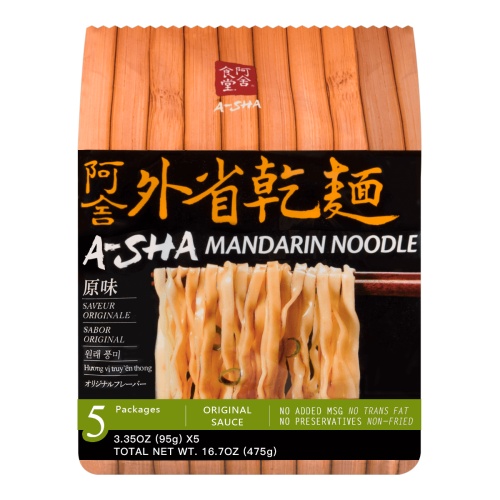 阿舍
食堂
A-SHA
阿舍 外省乾麵
A-SHA MANDARIN NOODLE
原味
SAVEUR
ORIGINALE
SABOR
ORIGINAL
원래 풍미
Hương vị truyền thong
オリジナルフレーバー
5 Packages
ORIGINAL
SAUCE
NO ADDED MSG NO TRANS FAT
NO PRESERVATIVES NON-FRIED
3.35OZ (95g) X5
TOTAL NET WT. 16.7OZ (475g)